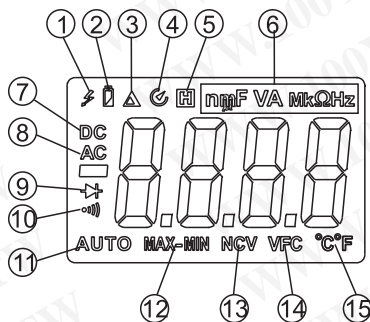 1 2 3 4 5 6
H nmµF VA MkΩHz
7 DC
8 AC
8.8.8.8
9
10
11 AUTO MAX-MIN NCV VFC °C°F
12 13 14 15